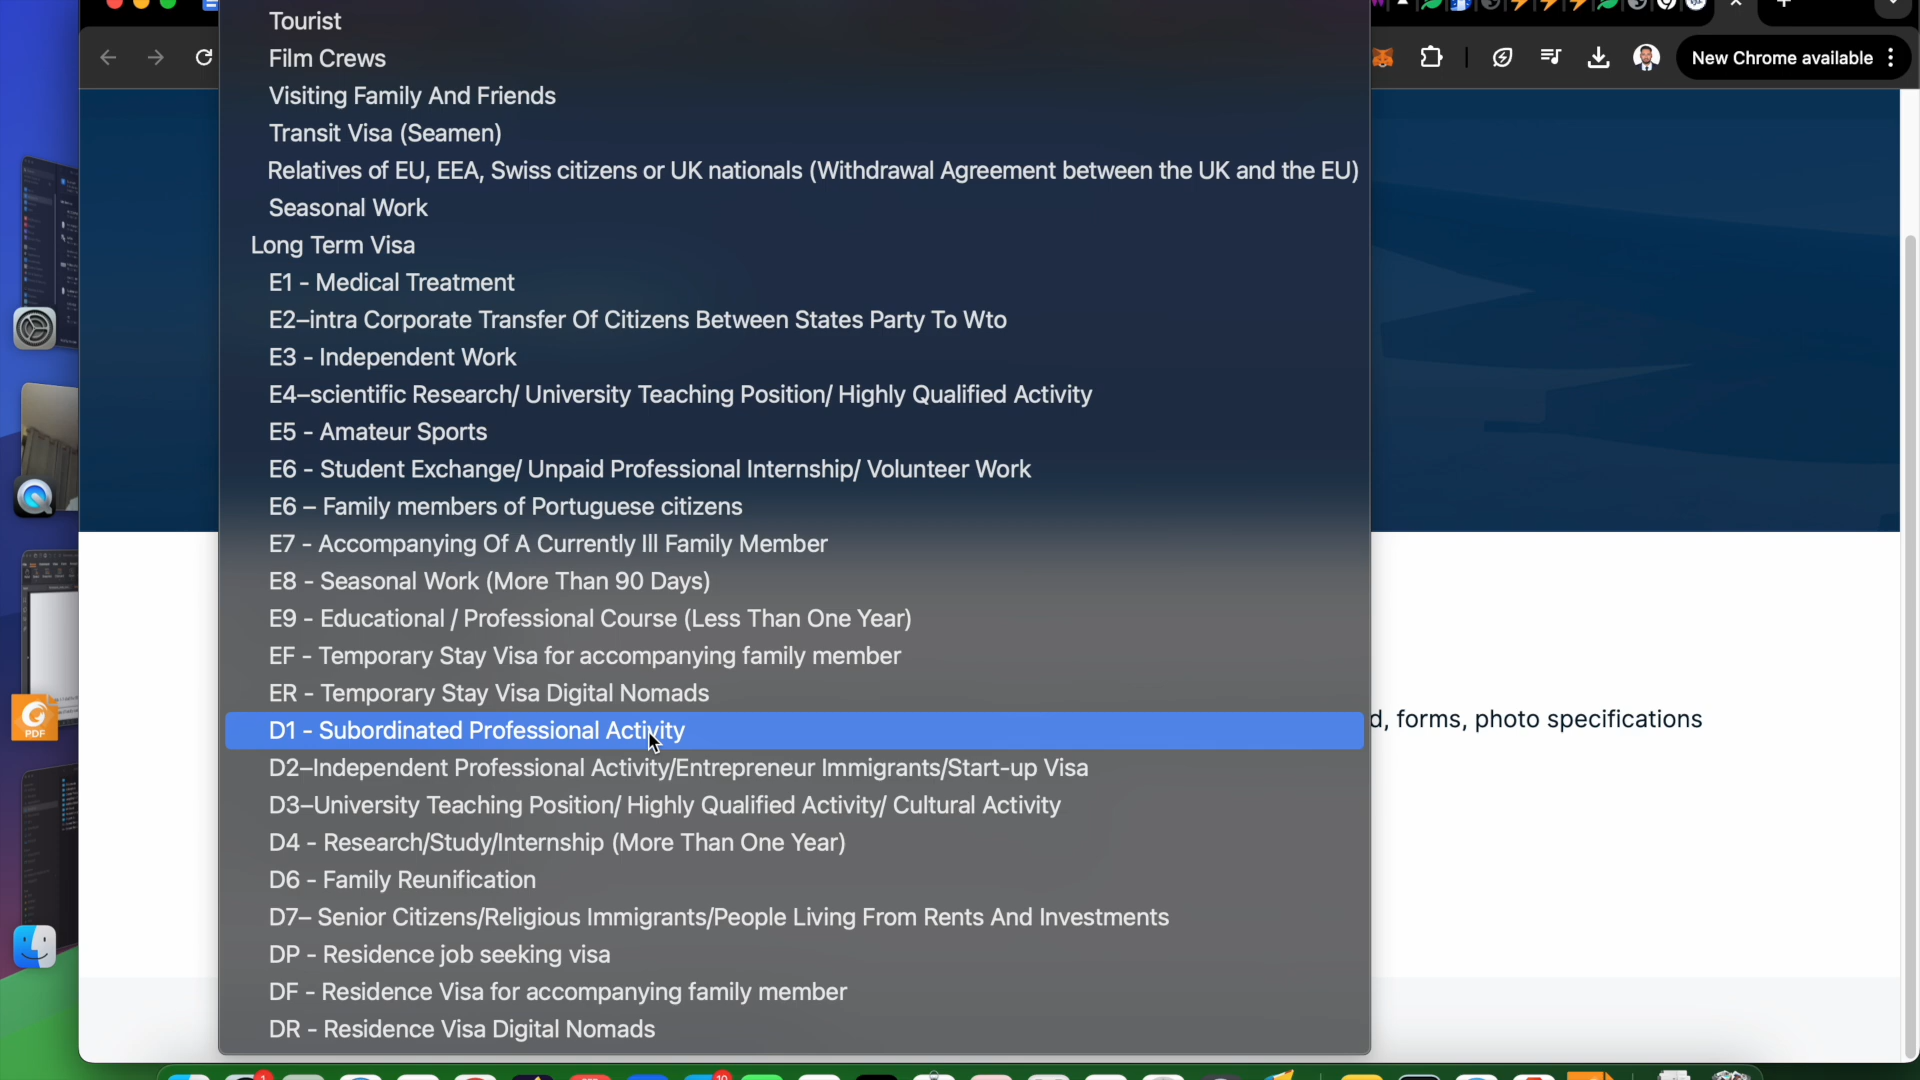 Tourist
Film Crews
Visiting Family And Friends
Transit Visa (Seamen)
Relatives of EU, EEA, Swiss citizens or UK nationals (Withdrawal Agreement between the UK and the EU)
Seasonal Work
Long Term Visa
E1 - Medical Treatment
E2–intra Corporate Transfer Of Citizens Between States Party To Wto
E3 - Independent Work
E4–scientific Research/ University Teaching Position/ Highly Qualified Activity
E5 - Amateur Sports
E6 - Student Exchange/ Unpaid Professional Internship/ Volunteer Work
E6 – Family members of Portuguese citizens
E7 - Accompanying Of A Currently Ill Family Member
E8 - Seasonal Work (More Than 90 Days)
E9 - Educational / Professional Course (Less Than One Year)
EF - Temporary Stay Visa for accompanying family member
ER - Temporary Stay Visa Digital Nomads
D1 - Subordinated Professional Activity
D2–Independent Professional Activity/Entrepreneur Immigrants/Start-up Visa
D3–University Teaching Position/ Highly Qualified Activity/ Cultural Activity
D4 - Research/Study/Internship (More Than One Year)
D6 - Family Reunification
D7– Senior Citizens/Religious Immigrants/People Living From Rents And Investments
DP - Residence job seeking visa
DF - Residence Visa for accompanying family member
DR - Residence Visa Digital Nomads
New Chrome available
d, forms, photo specifications
PDF
1
10